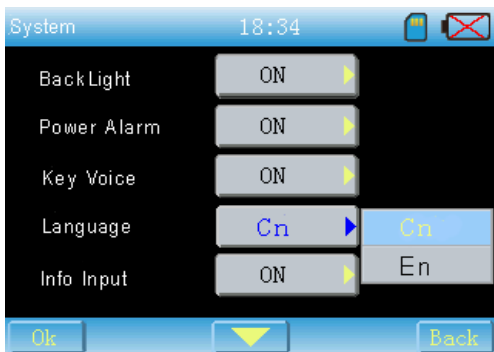 System 18:34
BackLight ON
Power Alarm ON
Key Voice ON
Language Cn Cn
En
Info Input ON
Ok Back